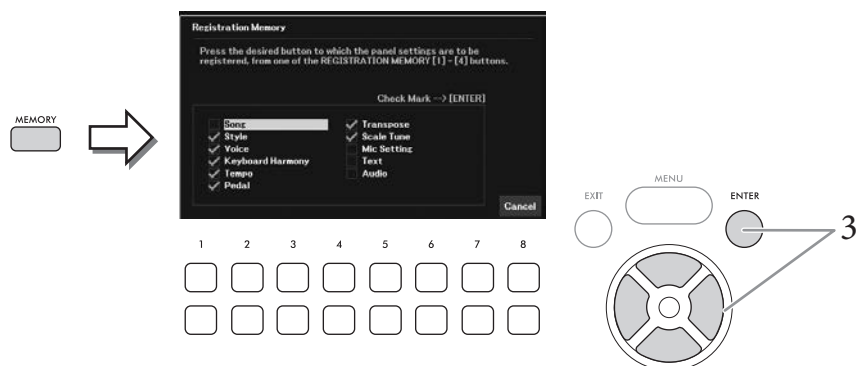 Registration Memory
Press the desired button to which the panel settings are to be
registered, from one of the REGISTRATION MEMORY [1] - [4] buttons.
Check Mark --> [ENTER]
Song
Style
Voice
Keyboard Harmony
Tempo
Pedal
Transpose
Scale Tune
Mic Setting
Text
Audio
Cancel
MEMORY
1 2 3 4 5 6 7 8
EXIT
MENU
ENTER
3